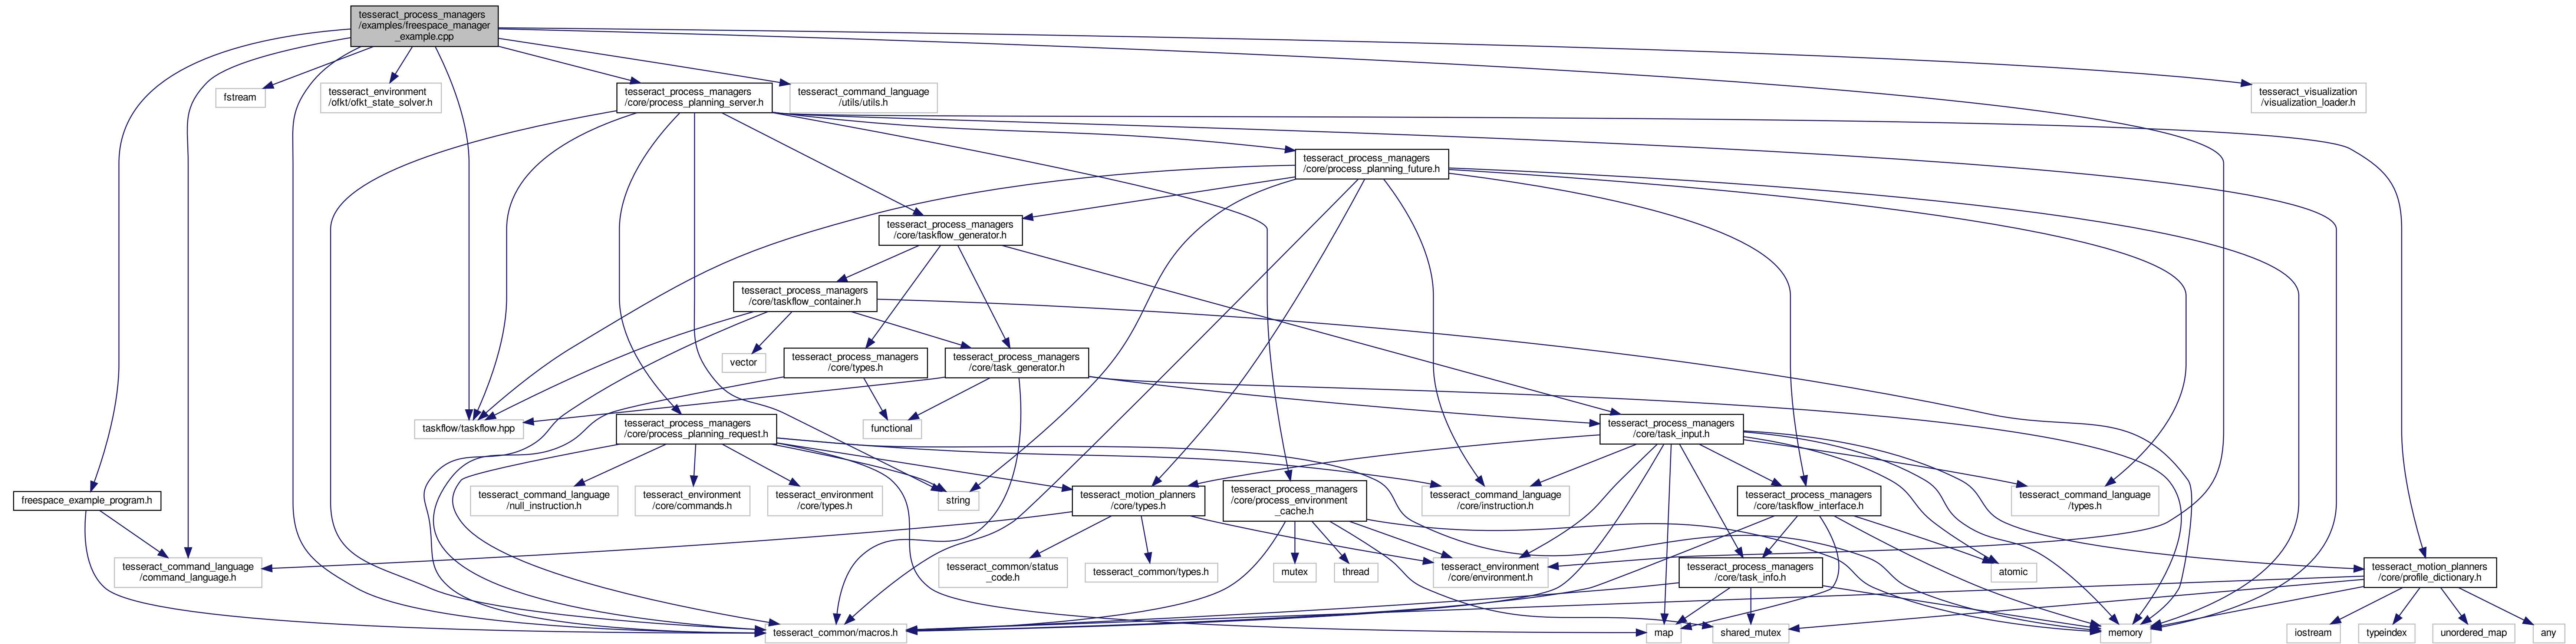 tesseract_process_managers
/examples/freespace_manager
_example.cpp
fstream
tesseract_environment
/ofkt/ofkt_state_solver.h
tesseract_process_managers
/core/process_planning_server.h
tesseract_command_language
/utils/utils.h
tesseract_visualization
/visualization_loader.h
tesseract_process_managers
/core/process_planning_future.h
tesseract_process_managers
/core/taskflow_generator.h
tesseract_process_managers
/core/taskflow_container.h
vector
tesseract_process_managers
/core/types.h
tesseract_process_managers
/core/task_generator.h
taskflow/taskflow.hpp
tesseract_process_managers
/core/process_planning_request.h
functional
tesseract_process_managers
/core/task_input.h
freespace_example_program.h
tesseract_command_language
/null_instruction.h
tesseract_environment
/core/commands.h
tesseract_environment
/core/types.h
string
tesseract_motion_planners
/core/types.h
tesseract_process_managers
/core/process_environment
_cache.h
tesseract_command_language
/core/instruction.h
tesseract_process_managers
/core/taskflow_interface.h
tesseract_command_language
/types.h
tesseract_command_language
/command_language.h
tesseract_common/status
_code.h
tesseract_common/types.h
mutex
thread
tesseract_environment
/core/environment.h
tesseract_process_managers
/core/task_info.h
atomic
tesseract_motion_planners
/core/profile_dictionary.h
tesseract_common/macros.h
map
shared_mutex
memory
iostream
typeindex
unordered_map
any